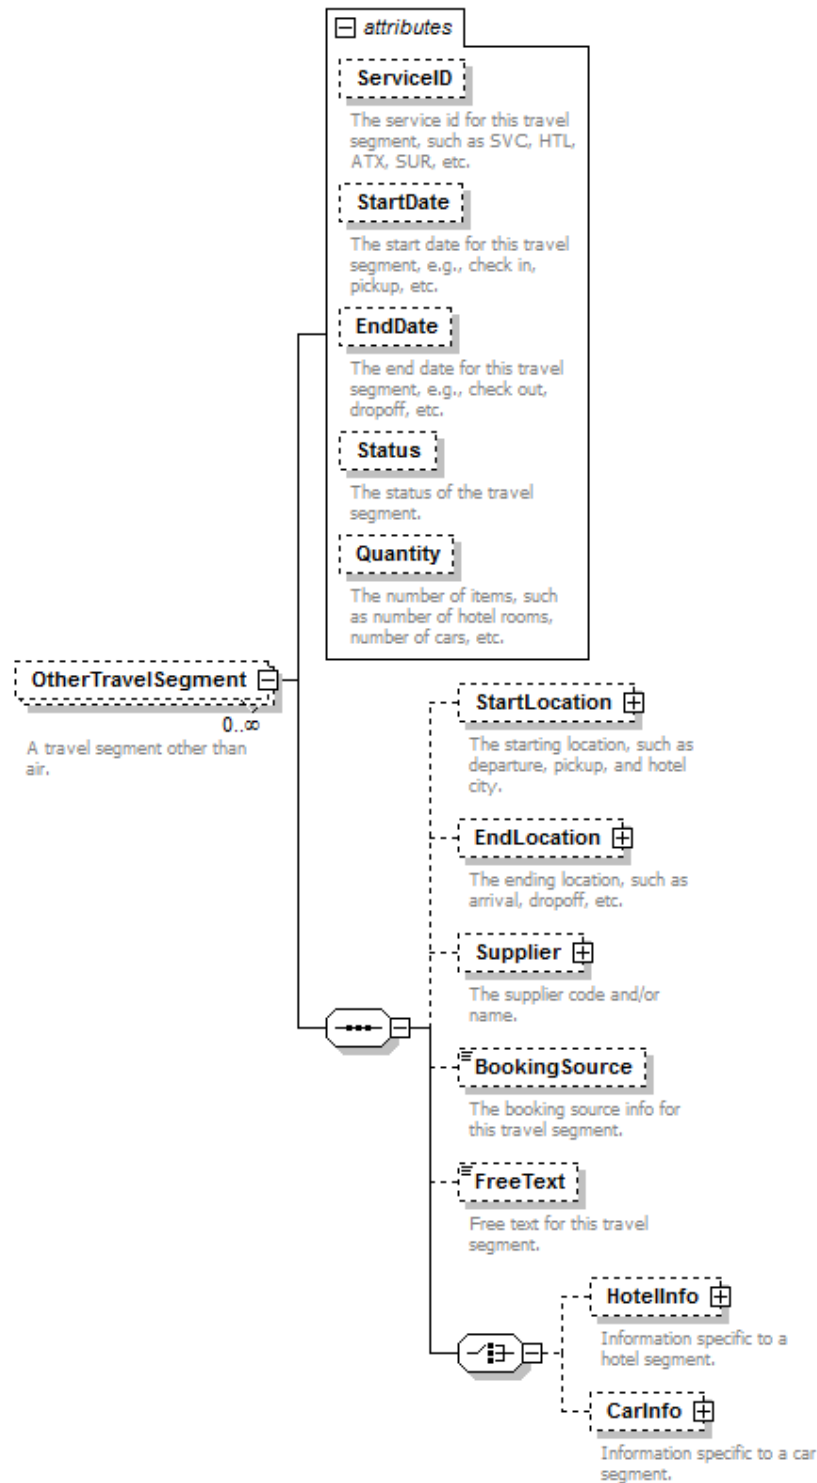 attributes
ServiceID
The service id for this travel
segment, such as SVC, HTL,
ATX, SUR, etc.
StartDate
The start date for this travel
segment, e.g., check in,
pickup, etc.
EndDate
The end date for this travel
segment, e.g., check out,
dropoff, etc.
Status
The status of the travel
segment.
Quantity
The number of items, such
as number of hotel rooms,
number of cars, etc.
OtherTravelSegment
0..∞
A travel segment other than
air.
StartLocation
The starting location, such as
departure, pickup, and hotel
city.
EndLocation
The ending location, such as
arrival, dropoff, etc.
Supplier
The supplier code and/or
name.
BookingSource
The booking source info for
this travel segment.
FreeText
Free text for this travel
segment.
HotelInfo
Information specific to a
hotel segment.
CarInfo
Information specific to a car
segment.